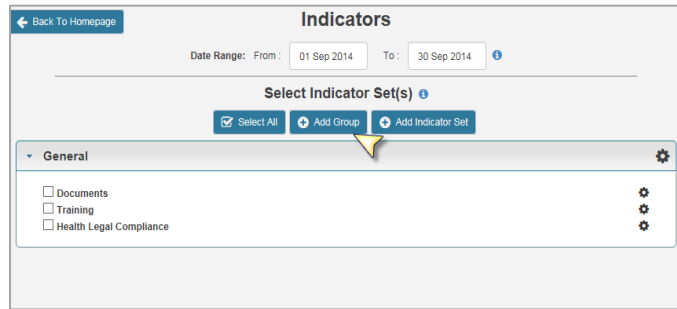 Back To Homepage
Indicators
Date Range: From : 01 Sep 2014 To : 30 Sep 2014
Select Indicator Set(s)
Select All Add Group Add Indicator Set
General
Documents
Training
Health Legal Compliance